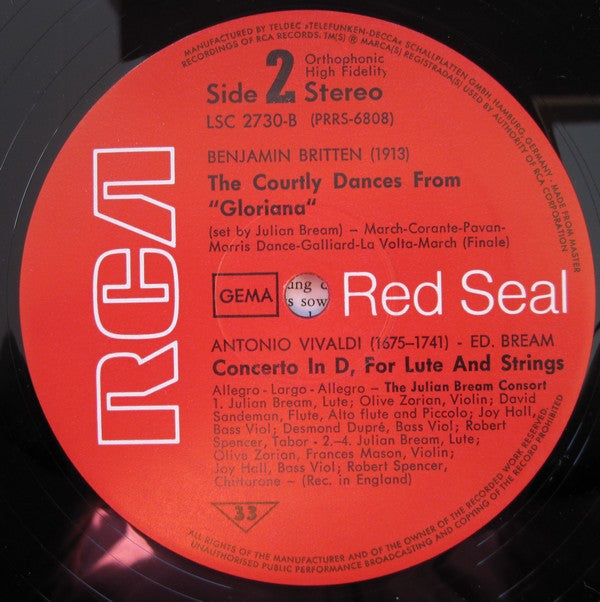 MANUFACTURED BY TELDEC »TELEFUNKEN-DECCA« SCHALLPLATTEN GMBH, HAMBURG, GERMANY · MADE FROM MASTER
RECORDINGS OF RCA RECORDS. TM(S) ® MARCA(S) REGISTRADA(S) USED BY AUTHORITY OF RCA CORPORATION
Orthophonic
High Fidelity
Side 2 Stereo
LSC 2730-B (PRRS-6808)
RCA
BENJAMIN BRITTEN (1913)
The Courtly Dances From
"Gloriana"
(set by Julian Bream) – March-Corante-Pavan-
Morris Dance-Galliard-La Volta-March (Finale)
GEMA
Red Seal
ANTONIO VIVALDI (1675–1741) - ED. BREAM
Concerto In D, For Lute And Strings
Allegro - Largo - Allegro – The Julian Bream Consort
1. Julian Bream, Lute; Olive Zorian, Violin; David
Sandeman, Flute, Alto flute and Piccolo; Joy Hall,
Bass Viol; Desmond Dupré, Bass Viol; Robert
Spencer, Tabor - 2.–4. Julian Bream, Lute;
Olive Zorian, Frances Mason, Violin;
Joy Hall, Bass Viol; Robert Spencer,
Chittarone – (Rec. in England)
33
ALL RIGHTS OF THE MANUFACTURER AND OF THE OWNER OF THE RECORDED WORK RESERVED.
UNAUTHORISED PUBLIC PERFORMANCE BROADCASTING AND COPYING OF THE RECORD PROHIBITED